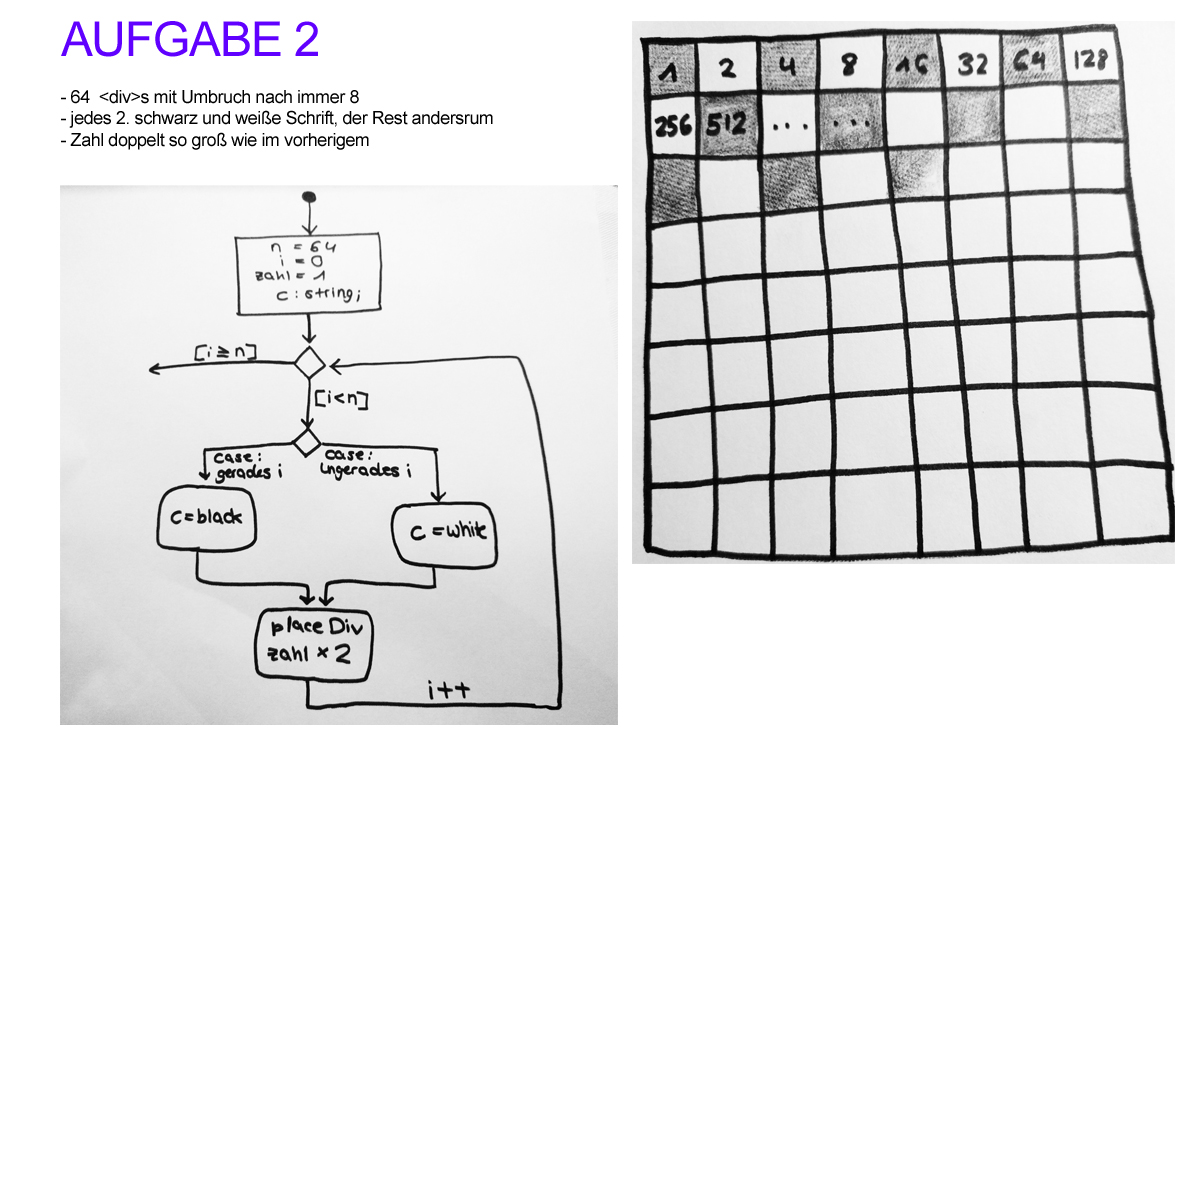 AUFGABE 2
- 64 <div>s mit Umbruch nach immer 8
- jedes 2. schwarz und weiße Schrift, der Rest andersrum
- Zahl doppelt so groß wie im vorherigem
n = 64
i = 0
zahl = 1
c : string;
[i ≥ n]
[i<n]
case:
gerades i
case:
ungerades i
c=black
c=white
place Div
zahl × 2
i++
1 2 4 8 16 32 64 128
256 512 ... ...